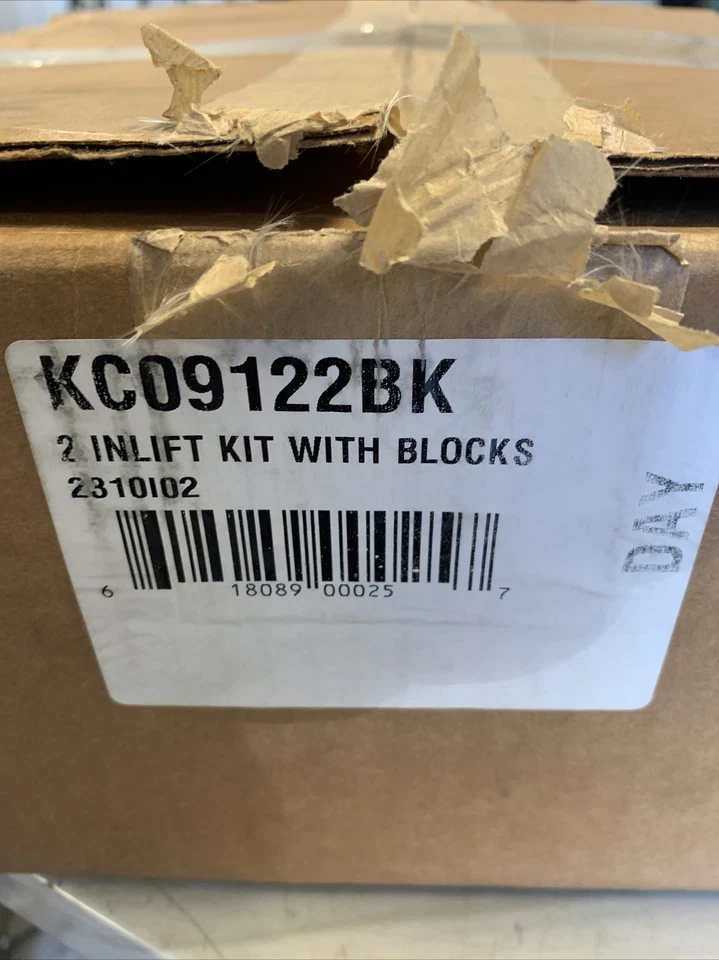 KC09122BK
2 INLIFT KIT WITH BLOCKS
2310I02
6 18089 00025 7
DAY